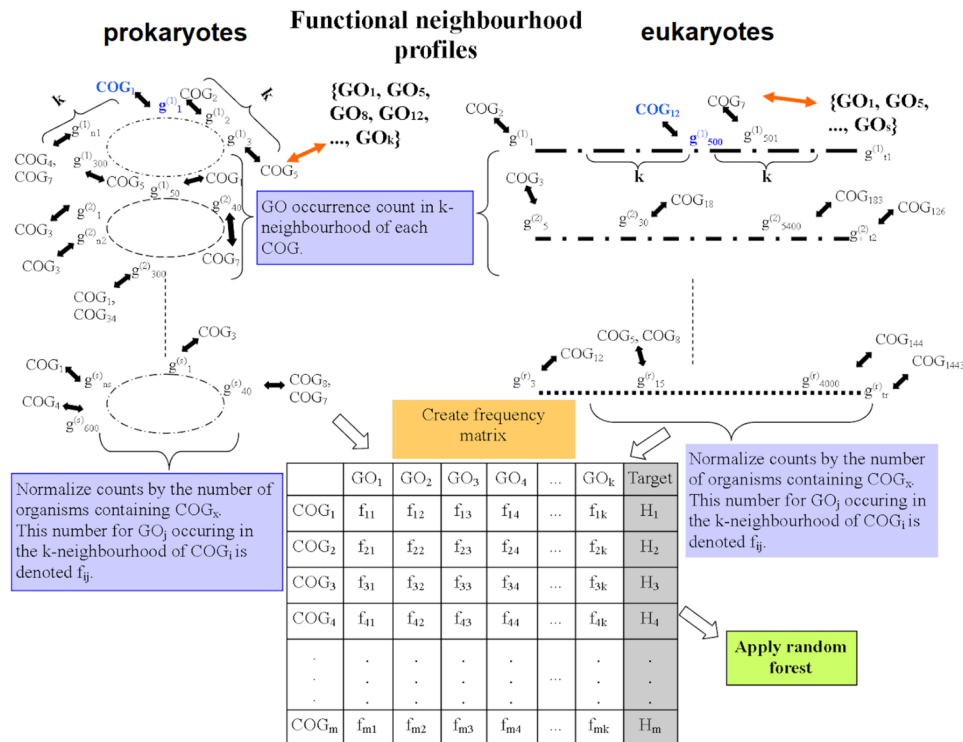 Functional neighbourhood
profiles
prokaryotes
eukaryotes
COG₁
COG₂
k
k
g⁽¹⁾₁
g⁽¹⁾₂
g⁽¹⁾ₙ₁
g⁽¹⁾₃
COG₄,
COG₇
g⁽¹⁾₃₀₀
COG₅
g⁽¹⁾₅₀
COG₁
COG₅
{GO₁, GO₅,
GO₈, GO₁₂,
..., GOₖ}
g⁽²⁾₁
g⁽²⁾₄₀
COG₃
g⁽²⁾ₙ₂
COG₃
COG₇
g⁽²⁾₃₀₀
COG₁,
COG₃₄
GO occurrence count in k-
neighbourhood of each
COG.
COG₃
COG₁
g⁽ˢ⁾₁
g⁽ˢ⁾ₙₛ
g⁽ˢ⁾₄₀
COG₈,
COG₇
COG₄
g⁽ˢ⁾₆₀₀
COG₂
g⁽¹⁾₁
COG₁₂
COG₇
{GO₁, GO₅,
..., GOₛ}
g⁽¹⁾₅₀₀
g⁽¹⁾₅₀₁
g⁽¹⁾ₜ₁
k
k
COG₃
COG₁₈
COG₁₈₃
COG₁₂₆
g⁽²⁾₅
g⁽²⁾₃₀
g⁽²⁾₅₄₀₀
g⁽²⁾ₜ₂
COG₅, COG₈
COG₁₂
COG₁₄₄
COG₁₄₄₃
g⁽ʳ⁾₃
g⁽ʳ⁾₁₅
g⁽ʳ⁾₄₀₀₀
g⁽ʳ⁾ₜᵣ
Create frequency
matrix
Normalize counts by the number of
organisms containing COGₓ.
This number for GOⱼ occuring in
the k-neighbourhood of COGᵢ is
denoted fᵢⱼ.
Normalize counts by the number
of organisms containing COGₓ.
This number for GOⱼ occuring in
the k-neighbourhood of COGᵢ is
denoted fᵢⱼ.
GO₁ GO₂ GO₃ GO₄ ... GOₖ Target
COG₁ f₁₁ f₁₂ f₁₃ f₁₄ ... f₁ₖ H₁
COG₂ f₂₁ f₂₂ f₂₃ f₂₄ ... f₂ₖ H₂
COG₃ f₃₁ f₃₂ f₃₃ f₃₄ ... f₃ₖ H₃
COG₄ f₄₁ f₄₂ f₄₃ f₄₄ ... f₄ₖ H₄
. . . . . . .
. . . . . ... . .
. . . . . . .
COGₘ fₘ₁ fₘ₂ fₘ₃ fₘ₄ ... fₘₖ Hₘ
Apply random
forest